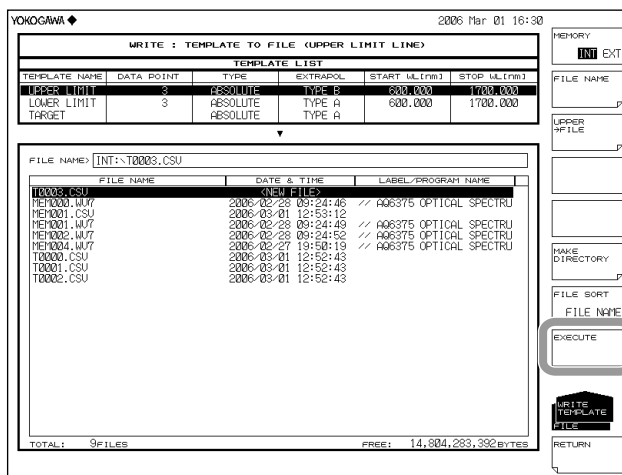 YOKOGAWA ◆ 2006 Mar 01 16:30
WRITE : TEMPLATE TO FILE (UPPER LIMIT LINE)
TEMPLATE LIST
TEMPLATE NAME DATA POINT TYPE EXTRAPOL START WL[nm] STOP WL[nm]
UPPER LIMIT 3 ABSOLUTE TYPE B 600.000 1700.000
LOWER LIMIT 3 ABSOLUTE TYPE A 600.000 1700.000
TARGET ABSOLUTE TYPE A
▼
FILE NAME> INT:\T0003.CSV
FILE NAME DATE & TIME LABEL/PROGRAM NAME
T0003.CSV <NEW FILE>
MEM000.WV7 2006/02/28 09:24:46 // AQ6375 OPTICAL SPECTRU
MEM001.CSV 2006/03/01 12:53:12
MEM001.WV7 2006/02/28 09:24:49 // AQ6375 OPTICAL SPECTRU
MEM002.WV7 2006/02/28 09:24:52 // AQ6375 OPTICAL SPECTRU
MEM004.WV7 2006/02/27 19:50:19 // AQ6375 OPTICAL SPECTRU
T0000.CSV 2006/03/01 12:52:43
T0001.CSV 2006/03/01 12:52:43
T0002.CSV 2006/03/01 12:52:43
TOTAL: 9FILES FREE: 14,804,283,392BYTES
MEMORY
INT EXT
FILE NAME
UPPER
→FILE
MAKE
DIRECTORY
FILE SORT
FILE NAME
EXECUTE
WRITE
TEMPLATE
FILE
RETURN